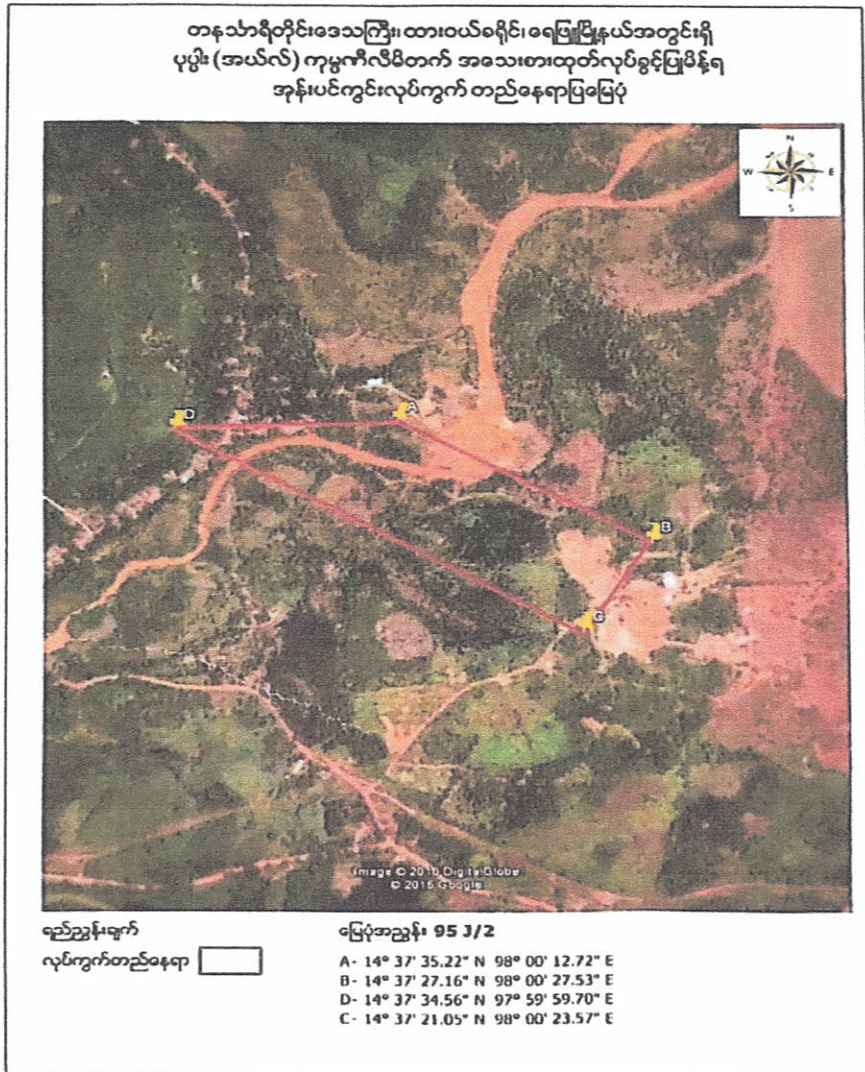 တနင်္သာရီတိုင်းဒေသကြီး၊ ထားဝယ်ခရိုင်၊ ရေဖြူမြို့နယ်အတွင်းရှိ
ပုပ္ပါး (အယ်လ်) ကုမ္ပဏီလီမိတက် အသေးစားထုတ်လုပ်ခွင့်ပြုမိန့်ရ
အုန်းပင်ကွင်းလုပ်ကွက် တည်နေရာပြမြေပုံ
N
W E
S
D
A
B
C
Image © 2016 DigitalGlobe
© 2016 Google
ရည်ညွှန်းချက်
လုပ်ကွက်တည်နေရာ
မြေပုံအညွှန်း 95 J/2
A- 14° 37' 35.22" N 98° 00' 12.72" E
B- 14° 37' 27.16" N 98° 00' 27.53" E
D- 14° 37' 34.56" N 97° 59' 59.70" E
C- 14° 37' 21.05" N 98° 00' 23.57" E